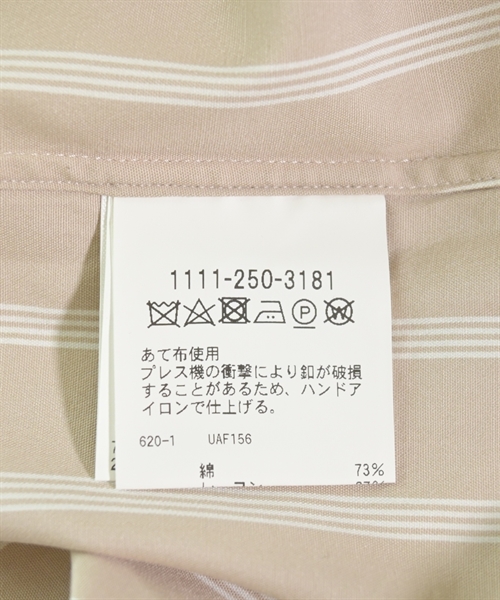 1111-250-3181
あて布使用
プレス機の衝撃により釦が破損
することがあるため、ハンドア
イロンで仕上げる。
620-1 UAF156
綿 73%